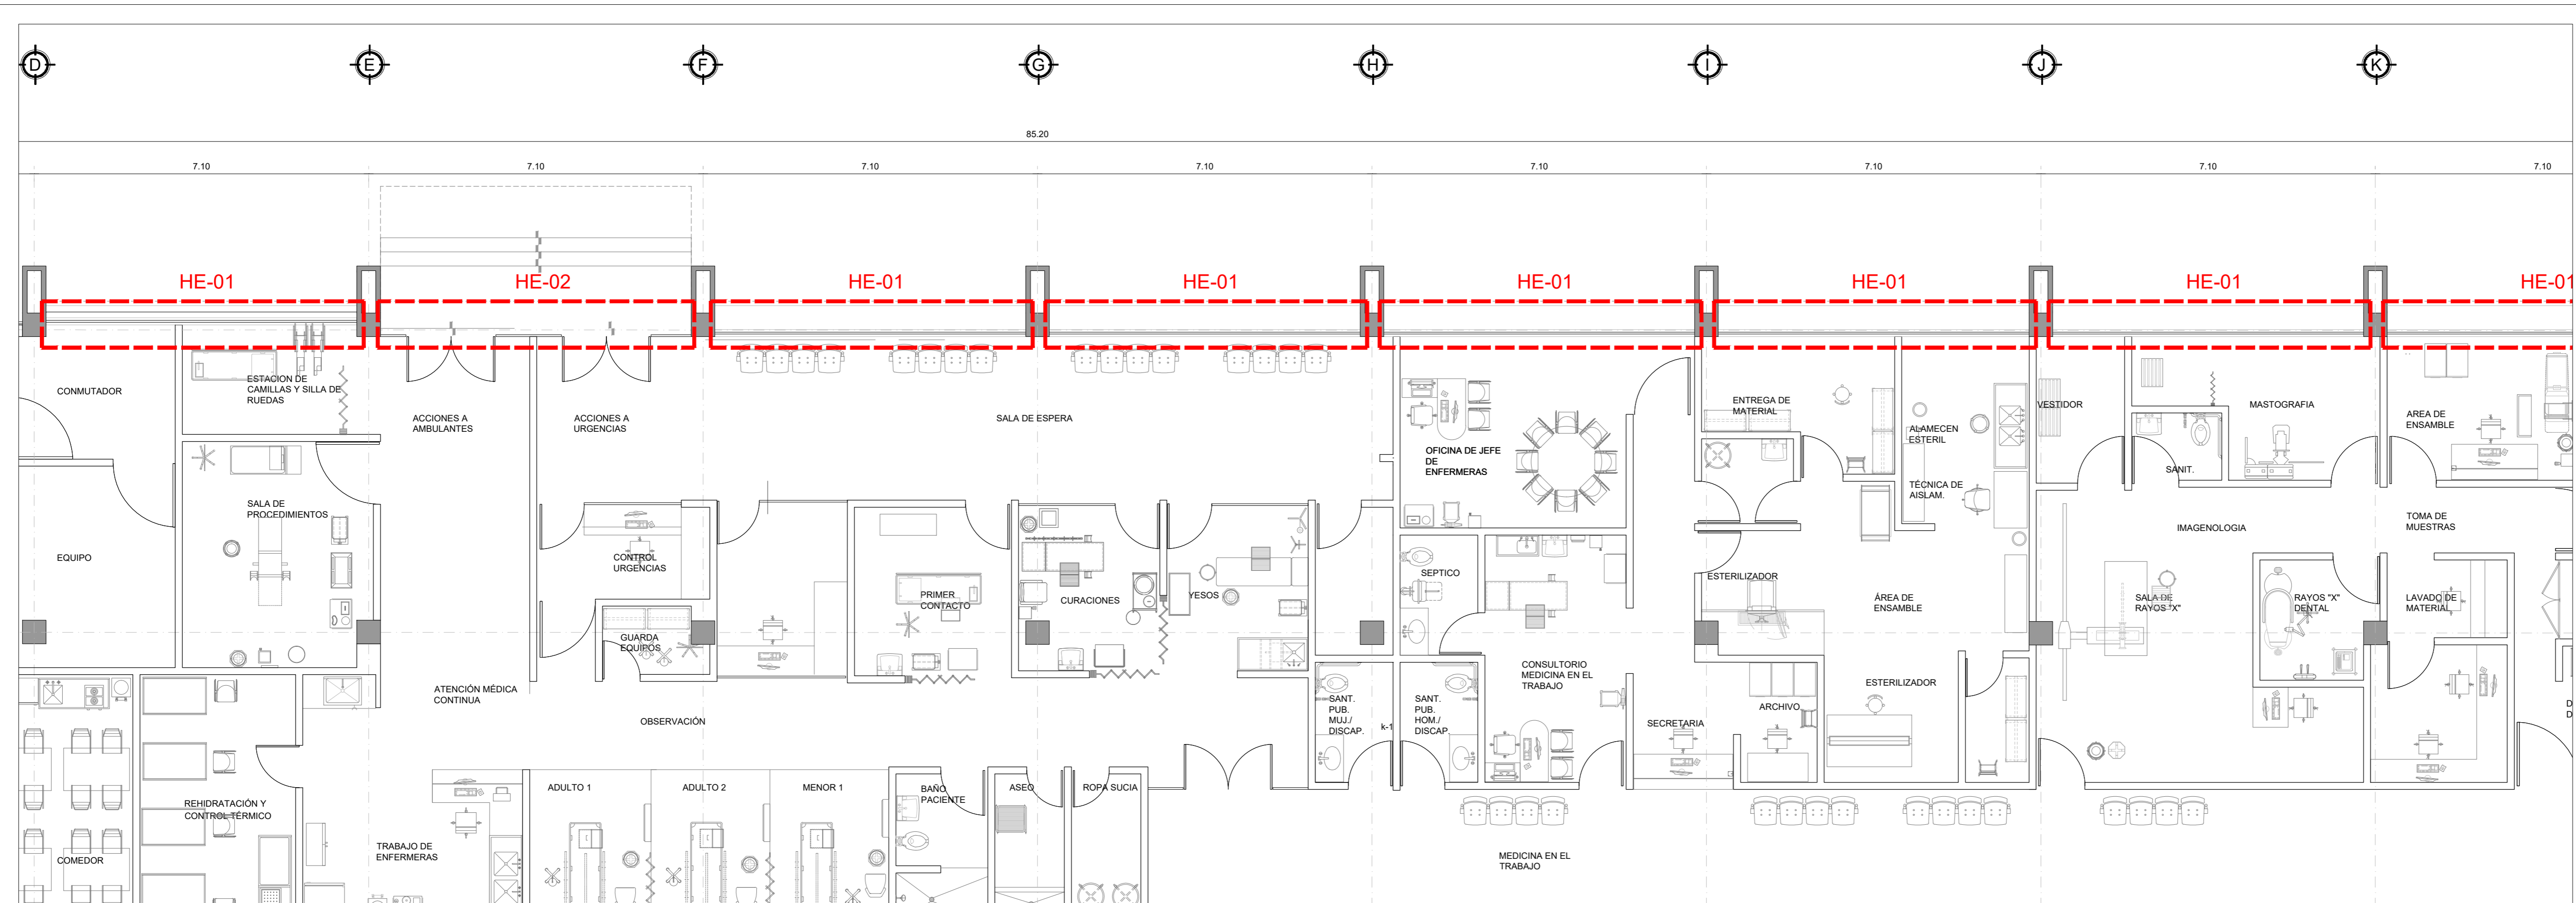 D
E
F
G
H
I
J
K
85.20
7.10
7.10
7.10
7.10
7.10
7.10
7.10
7.10
HE-01
HE-02
HE-01
HE-01
HE-01
HE-01
HE-01
HE-01
CONMUTADOR
ESTACION DE
CAMILLAS Y SILLA DE
RUEDAS
ACCIONES A
AMBULANTES
ACCIONES A
URGENCIAS
SALA DE ESPERA
OFICINA DE JEFE
DE
ENFERMERAS
ENTREGA DE
MATERIAL
ALAMECEN
ESTERIL
VESTIDOR
MASTOGRAFIA
AREA DE
ENSAMBLE
SANIT.
TÉCNICA DE
AISLAM.
SALA DE
PROCEDIMIENTOS
IMAGENOLOGIA
TOMA DE
MUESTRAS
EQUIPO
CONTROL
URGENCIAS
SEPTICO
ESTERILIZADOR
PRIMER
CONTACTO
CURACIONES
YESOS
ÁREA DE
ENSAMBLE
SALA DE
RAYOS "X"
RAYOS "X"
DENTAL
LAVADO DE
MATERIAL
GUARDA
EQUIPOS
CONSULTORIO
MEDICINA EN EL
TRABAJO
ATENCIÓN MÉDICA
CONTINUA
OBSERVACIÓN
SANT.
PUB.
MUJ./
DISCAP.
k-1
SANT.
PUB.
HOM./
DISCAP.
SECRETARIA
ARCHIVO
ESTERILIZADOR
D
D
ADULTO 1
ADULTO 2
MENOR 1
BAÑO
PACIENTE
ASEO
ROPA SUCIA
REHIDRATACIÓN Y
CONTROL TÉRMICO
COMEDOR
TRABAJO DE
ENFERMERAS
MEDICINA EN EL
TRABAJO